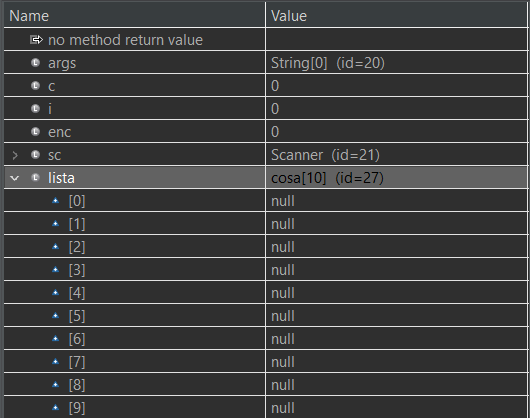 Name Value
no method return value
args String[0] (id=20)
c 0
i 0
enc 0
sc Scanner (id=21)
lista cosa[10] (id=27)
[0] null
[1] null
[2] null
[3] null
[4] null
[5] null
[6] null
[7] null
[8] null
[9] null